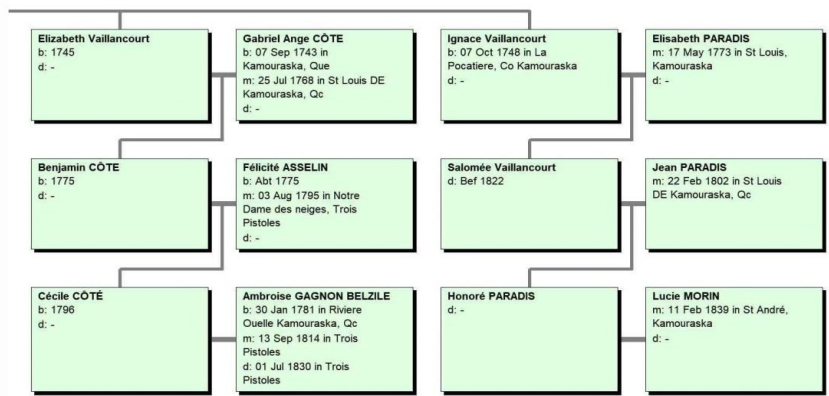 Elizabeth Vaillancourt
b: 1745
d: -
Gabriel Ange CÔTE
b: 07 Sep 1743 in
Kamouraska, Que
m: 25 Jul 1768 in St Louis DE
Kamouraska, Qc
d: -
Ignace Vaillancourt
b: 07 Oct 1748 in La
Pocatiere, Co Kamouraska
d: -
Elisabeth PARADIS
m: 17 May 1773 in St Louis,
Kamouraska
d: -
Benjamin CÔTE
b: 1775
d: -
Félicité ASSELIN
b: Abt 1775
m: 03 Aug 1795 in Notre
Dame des neiges, Trois
Pistoles
d: -
Salomée Vaillancourt
d: Bef 1822
Jean PARADIS
m: 22 Feb 1802 in St Louis
DE Kamouraska, Qc
Cécile CÔTÉ
b: 1796
d: -
Ambroise GAGNON BELZILE
b: 30 Jan 1781 in Riviere
Ouelle Kamouraska, Qc
m: 13 Sep 1814 in Trois
Pistoles
d: 01 Jul 1830 in Trois
Pistoles
Honoré PARADIS
d: -
Lucie MORIN
m: 11 Feb 1839 in St André,
Kamouraska
d: -